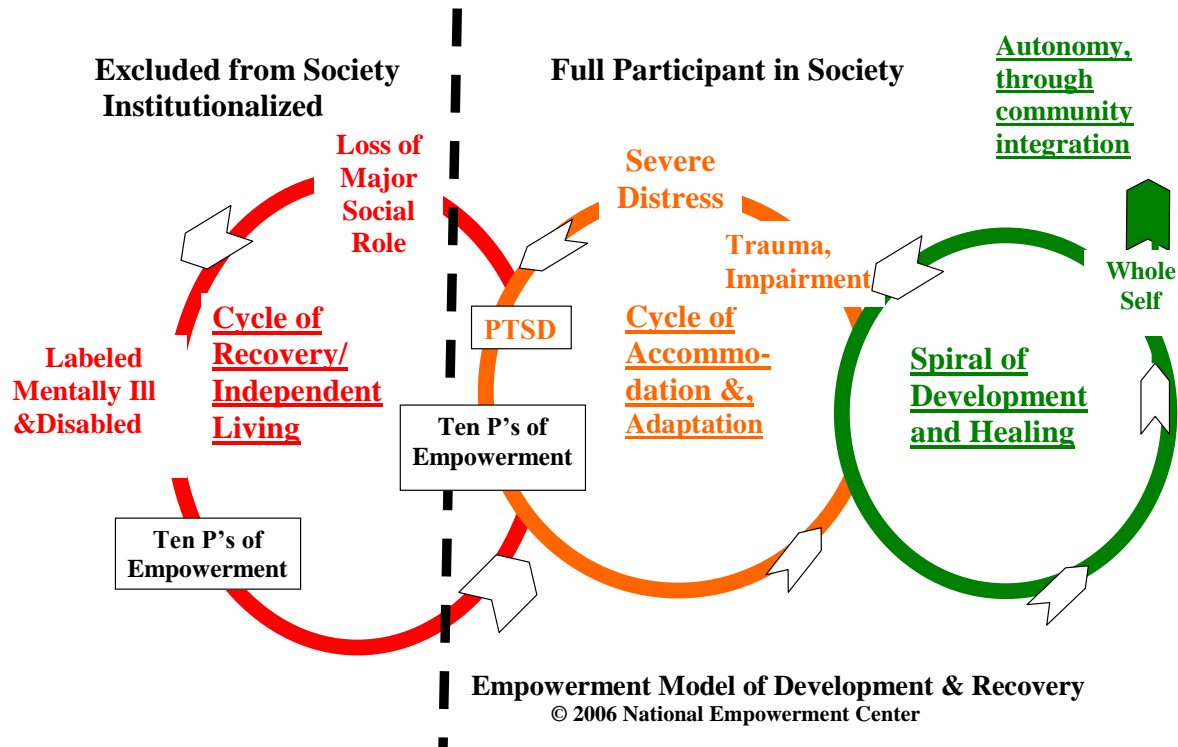 Excluded from Society
Institutionalized
Full Participant in Society
Autonomy,
through
community
integration
Loss of
Major
Social
Role
Severe
Distress
Trauma,
Impairment
Whole
Self
PTSD
Cycle of
Recovery/
Independent
Living
Cycle of
Accommo-
dation &,
Adaptation
Spiral of
Development
and Healing
Labeled
Mentally Ill
&Disabled
Ten P's of
Empowerment
Ten P's of
Empowerment
Empowerment Model of Development & Recovery
© 2006 National Empowerment Center